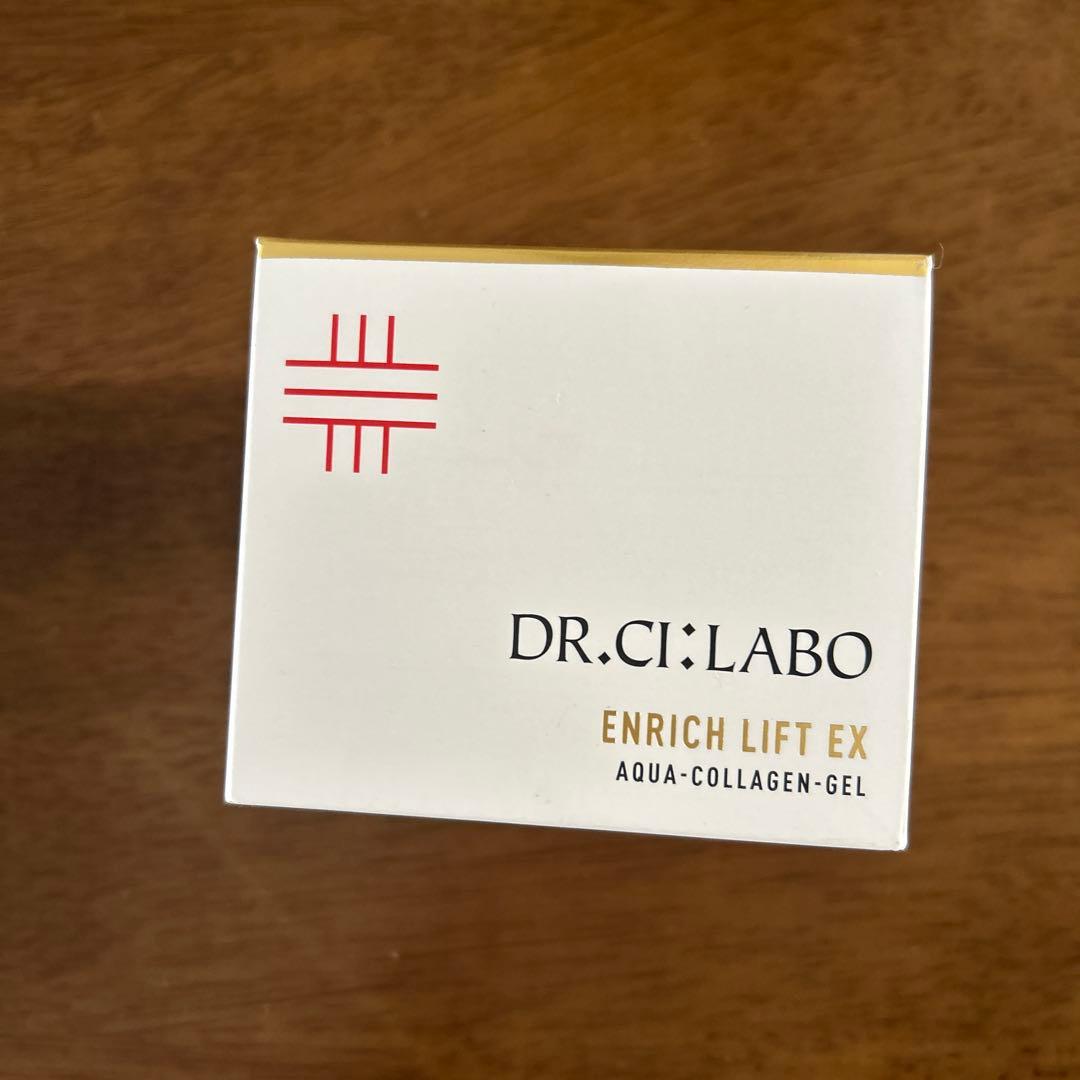 DR.CI:LABO
ENRICH LIFT EX
AQUA-COLLAGEN-GEL